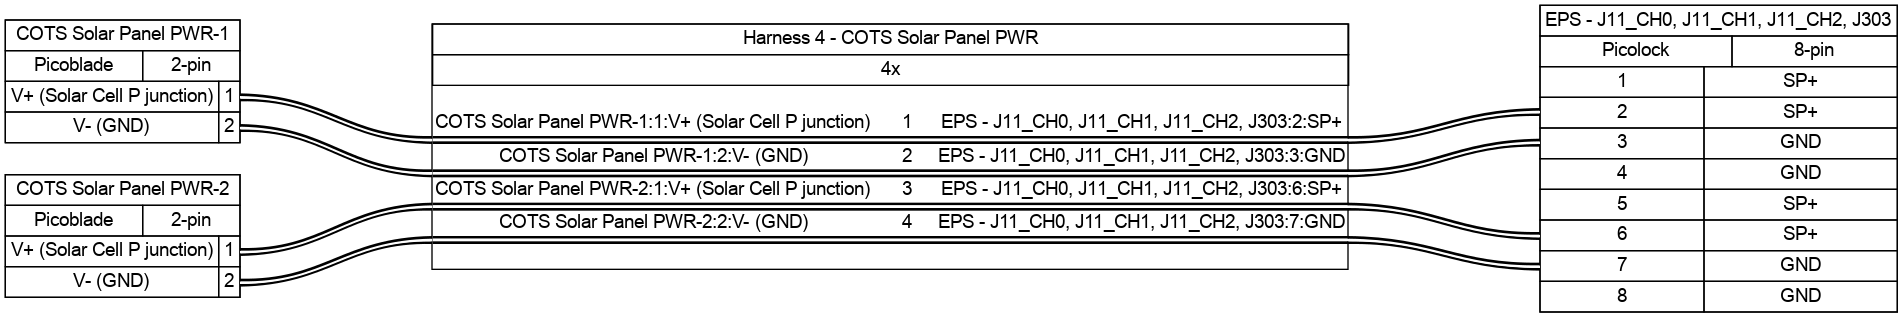 COTS Solar Panel PWR-1
Picoblade 2-pin
V+ (Solar Cell P junction) 1
V- (GND) 2
COTS Solar Panel PWR-2
Picoblade 2-pin
V+ (Solar Cell P junction) 1
V- (GND) 2
Harness 4 - COTS Solar Panel PWR
4x
COTS Solar Panel PWR-1:1:V+ (Solar Cell P junction) 1 EPS - J11_CH0, J11_CH1, J11_CH2, J303:2:SP+
COTS Solar Panel PWR-1:2:V- (GND) 2 EPS - J11_CH0, J11_CH1, J11_CH2, J303:3:GND
COTS Solar Panel PWR-2:1:V+ (Solar Cell P junction) 3 EPS - J11_CH0, J11_CH1, J11_CH2, J303:6:SP+
COTS Solar Panel PWR-2:2:V- (GND) 4 EPS - J11_CH0, J11_CH1, J11_CH2, J303:7:GND
EPS - J11_CH0, J11_CH1, J11_CH2, J303
Picolock 8-pin
1 SP+
2 SP+
3 GND
4 GND
5 SP+
6 SP+
7 GND
8 GND